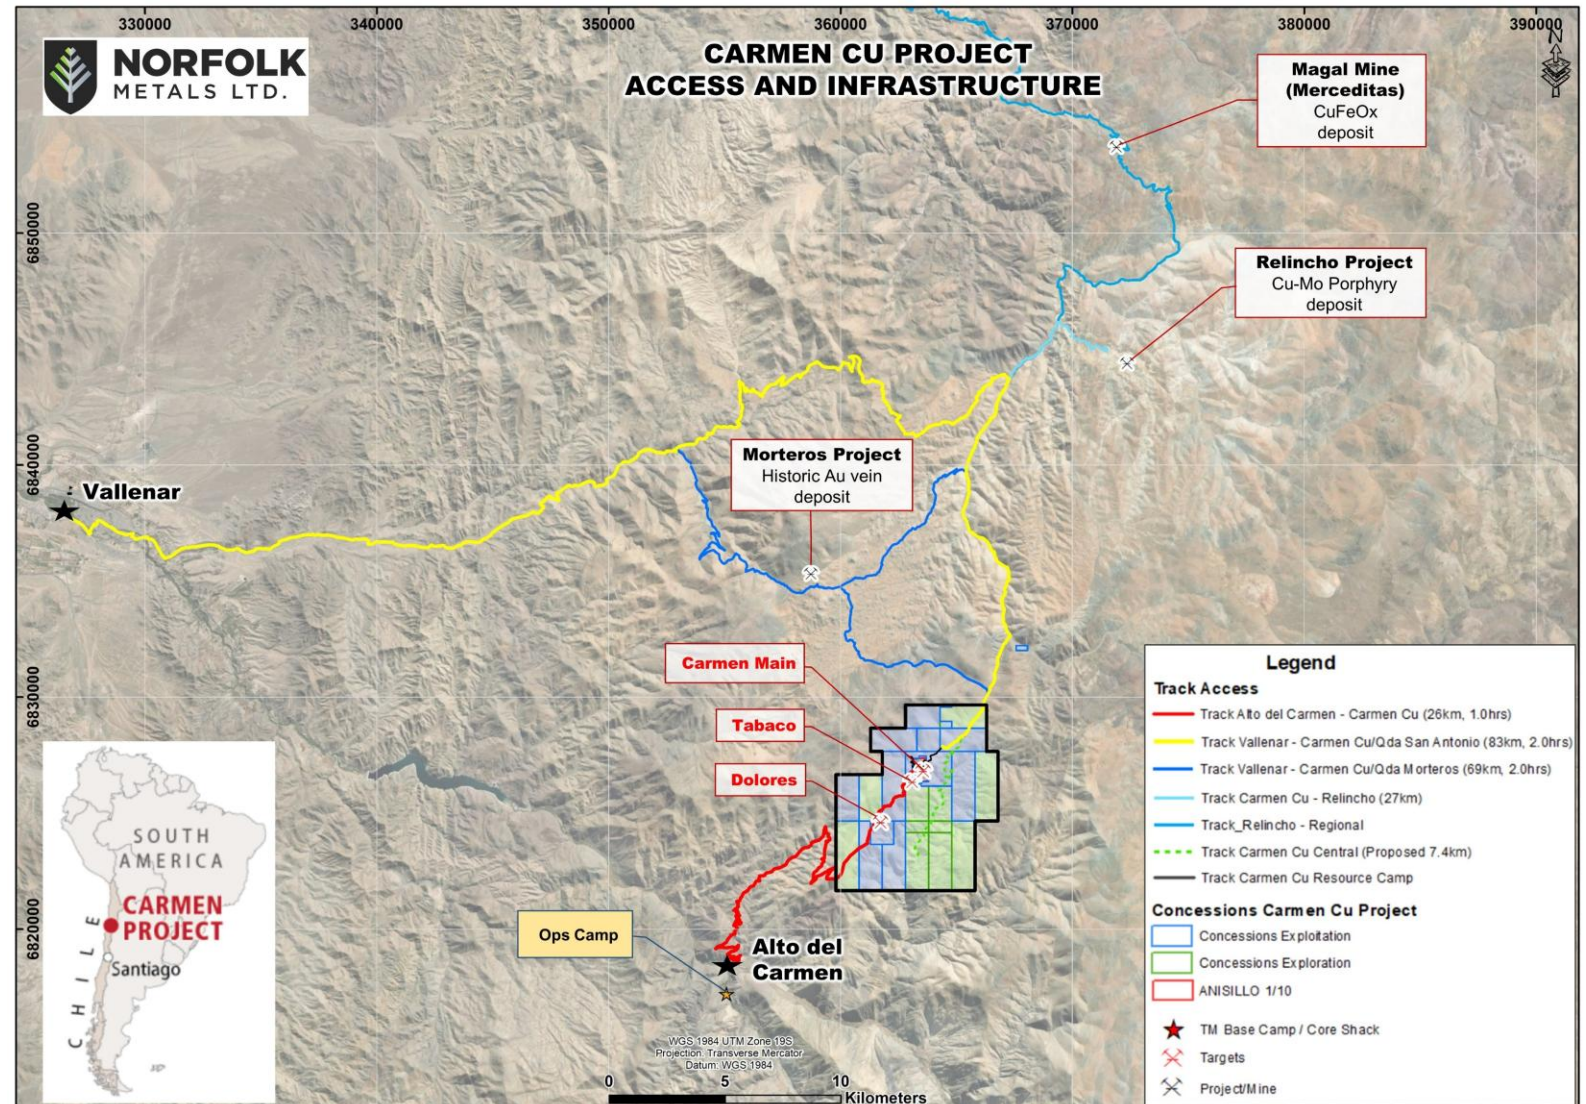 330000
340000
350000
360000
370000
380000
390000
NORFOLK
METALS LTD.
CARMEN CU PROJECT
ACCESS AND INFRASTRUCTURE
N
Magal Mine
(Merceditas)
CuFeOx
deposit
6850000
Relincho Project
Cu-Mo Porphyry
deposit
6840000
Morteros Project
Historic Au vein
deposit
Vallenar
Carmen Main
6830000
Tabaco
Dolores
SOUTH
AMERICA
CARMEN
PROJECT
Santiago
CHILE
6820000
Ops Camp
Alto del
Carmen
WGS 1984 UTM Zone 19S
Projection. Transverse Mercator
Datum: WGS 1984
0 5 10
Kilometers
Legend
Track Access
Track Alto del Carmen - Carmen Cu (26km, 1.0hrs)
Track Vallenar - Carmen Cu/Qda San Antonio (83km, 2.0hrs)
Track Vallenar - Carmen Cu/Qda Morteros (69km, 2.0hrs)
Track Carmen Cu - Relincho (27km)
Track_Relincho - Regional
Track Carmen Cu Central (Proposed 7.4km)
Track Carmen Cu Resource Camp
Concessions Carmen Cu Project
Concessions Exploitation
Concessions Exploration
ANISILLO 1/10
TM Base Camp / Core Shack
Targets
Project/Mine